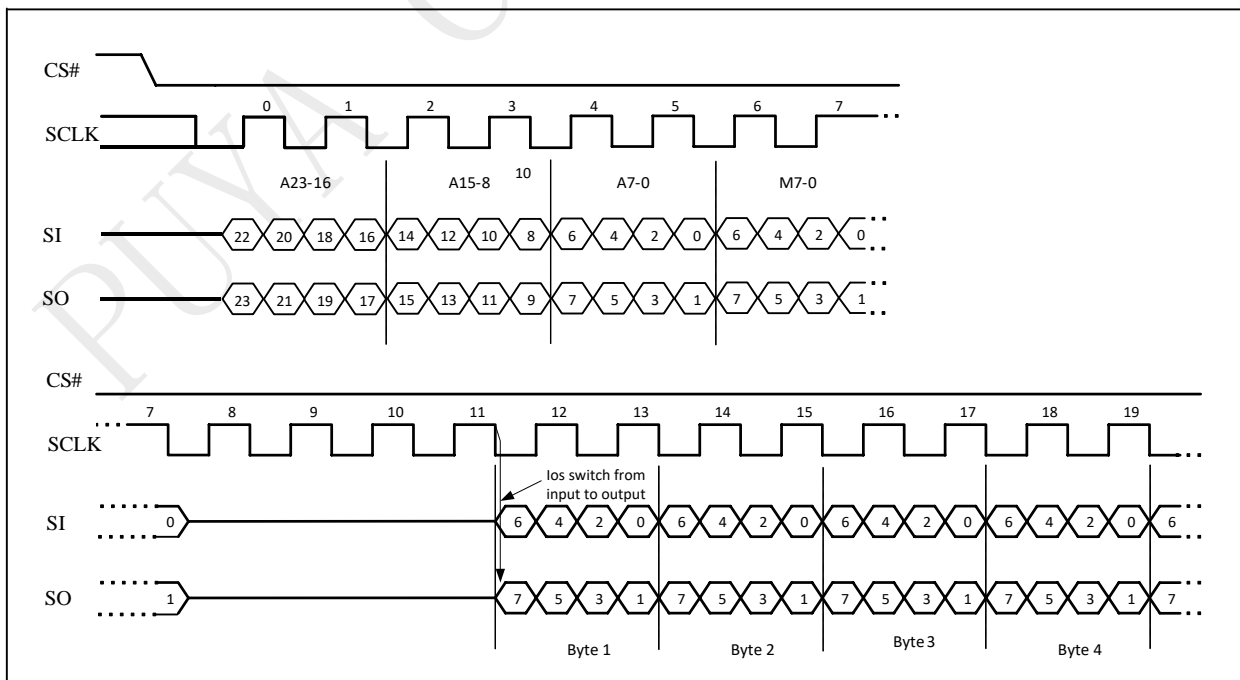 PUYA
CS#
0 1 2 3 4 5 6 7
SCLK
A23-16 A15-8 10 A7-0 M7-0
SI 22 20 18 16 14 12 10 8 6 4 2 0 6 4 2 0
SO 23 21 19 17 15 13 11 9 7 5 3 1 7 5 3 1
CS#
7 8 9 10 11 12 13 14 15 16 17 18 19
SCLK
Ios switch from
input to output
SI 0 6 4 2 0 6 4 2 0 6 4 2 0 6 4 2 0 6
SO 1 7 5 3 1 7 5 3 1 7 5 3 1 7 5 3 1 7
Byte 1 Byte 2 Byte 3 Byte 4